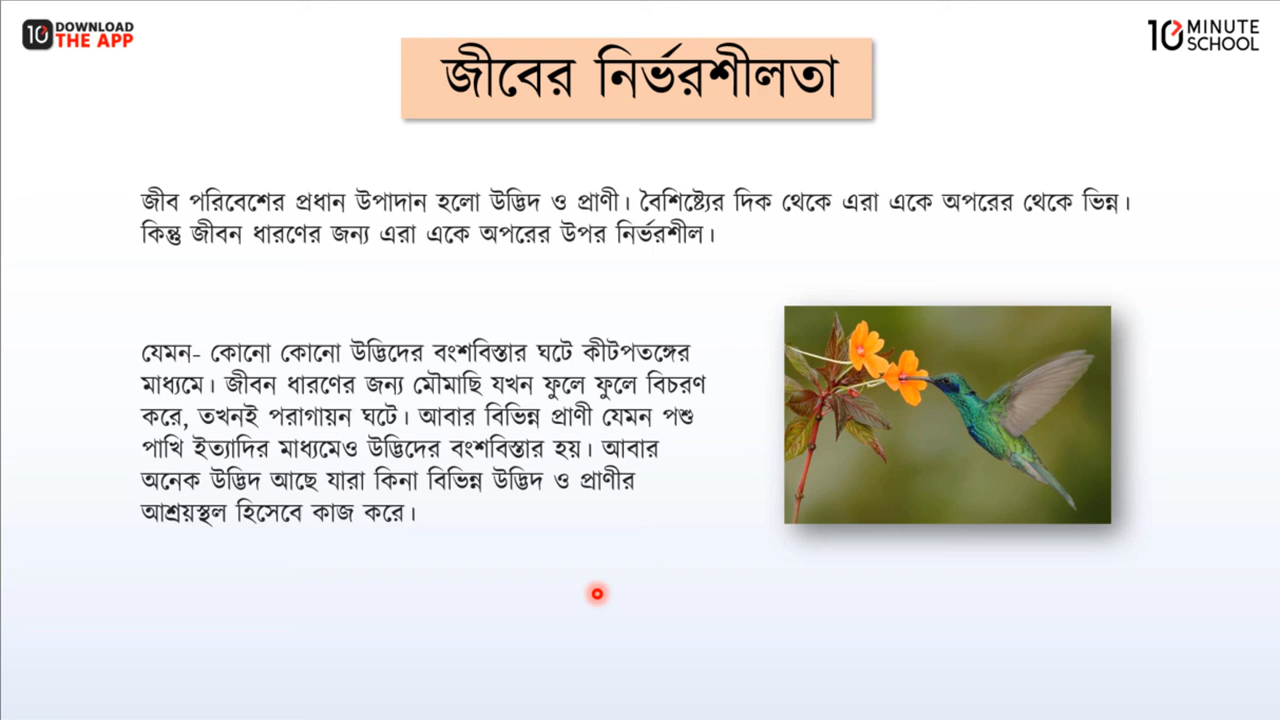 10 DOWNLOAD
THE APP
10 MINUTE
SCHOOL
জীবের নির্ভরশীলতা
জীব পরিবেশের প্রধান উপাদান হলো উদ্ভিদ ও প্রাণী। বৈশিষ্ট্যের দিক থেকে এরা একে অপরের থেকে ভিন্ন।
কিন্তু জীবন ধারণের জন্য এরা একে অপরের উপর নির্ভরশীল।
যেমন- কোনো কোনো উদ্ভিদের বংশবিস্তার ঘটে কীটপতঙ্গের
মাধ্যমে। জীবন ধারণের জন্য মৌমাছি যখন ফুলে ফুলে বিচরণ
করে, তখনই পরাগায়ন ঘটে। আবার বিভিন্ন প্রাণী যেমন পশু
পাখি ইত্যাদির মাধ্যমেও উদ্ভিদের বংশবিস্তার হয়। আবার
অনেক উদ্ভিদ আছে যারা কিনা বিভিন্ন উদ্ভিদ ও প্রাণীর
আশ্রয়স্থল হিসেবে কাজ করে।